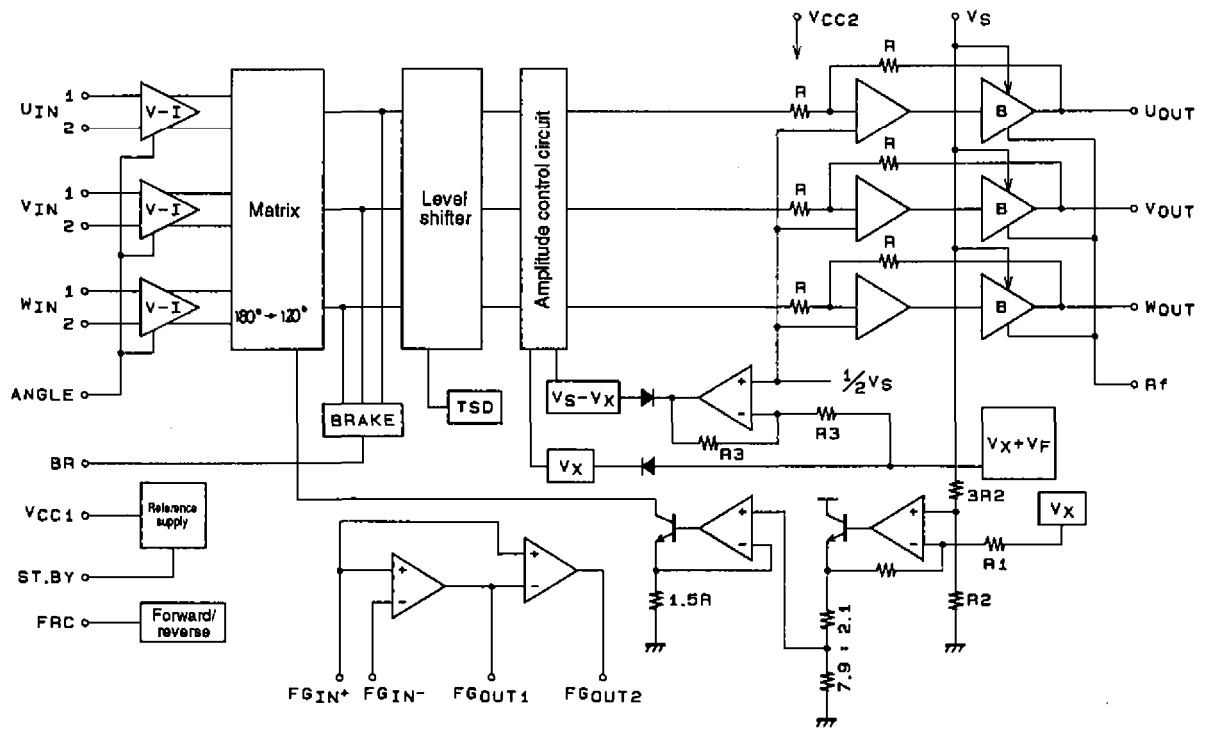 VCC2
VS
R
UIN 1
2
V-I
R
B
UOUT
R
VIN 1
2
V-I
Matrix
Level
shifter
Amplitude control circuit
R
B
VOUT
R
WIN 1
2
V-I
180°→120°
R
B
WOUT
ANGLE
BRAKE
TSD
VS-VX
+
-
1/2VS
Rf
R3
R3
BR
VX
VX+VF
VCC1
Reference
supply
3R2
VX
+
-
+
-
R1
ST.BY
+
-
+
-
1.5R
R2
FRC
Forward/
reverse
7.9 : 2.1
FGIN+
FGIN-
FGOUT1
FGOUT2